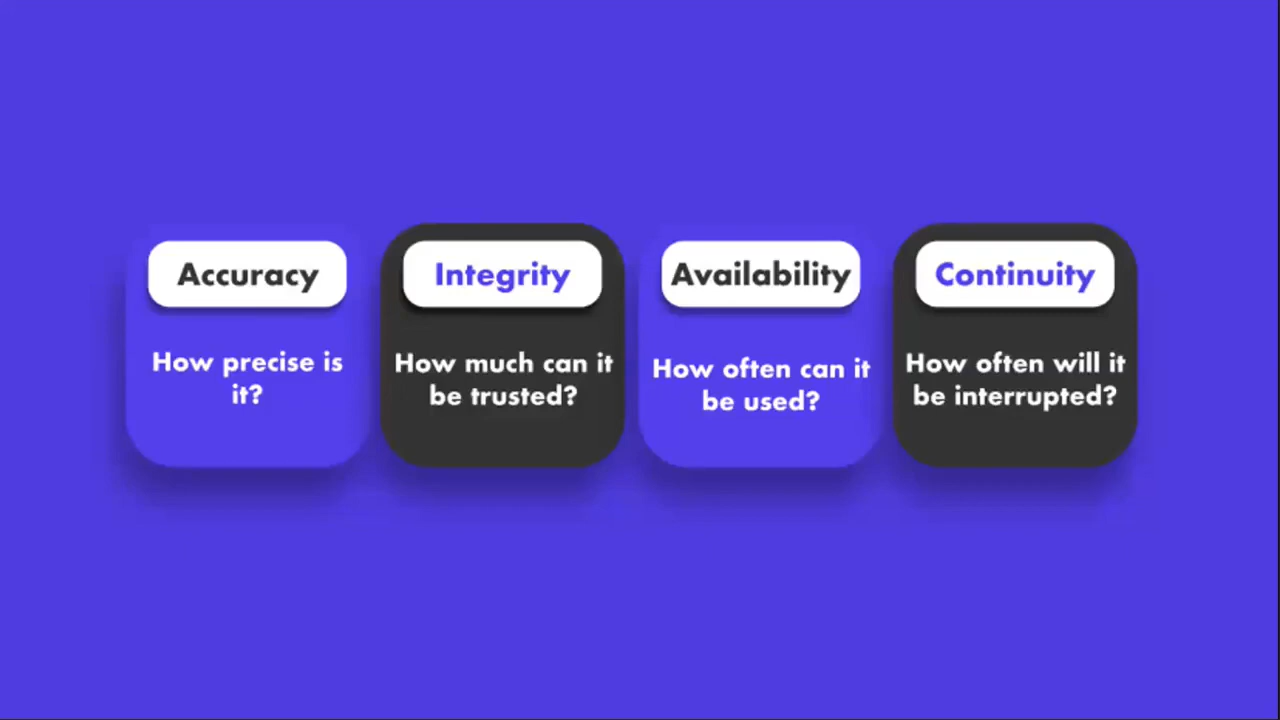 Accuracy
How precise is
it?
Integrity
How much can it
be trusted?
Availability
How often can it
be used?
Continuity
How often will it
be interrupted?